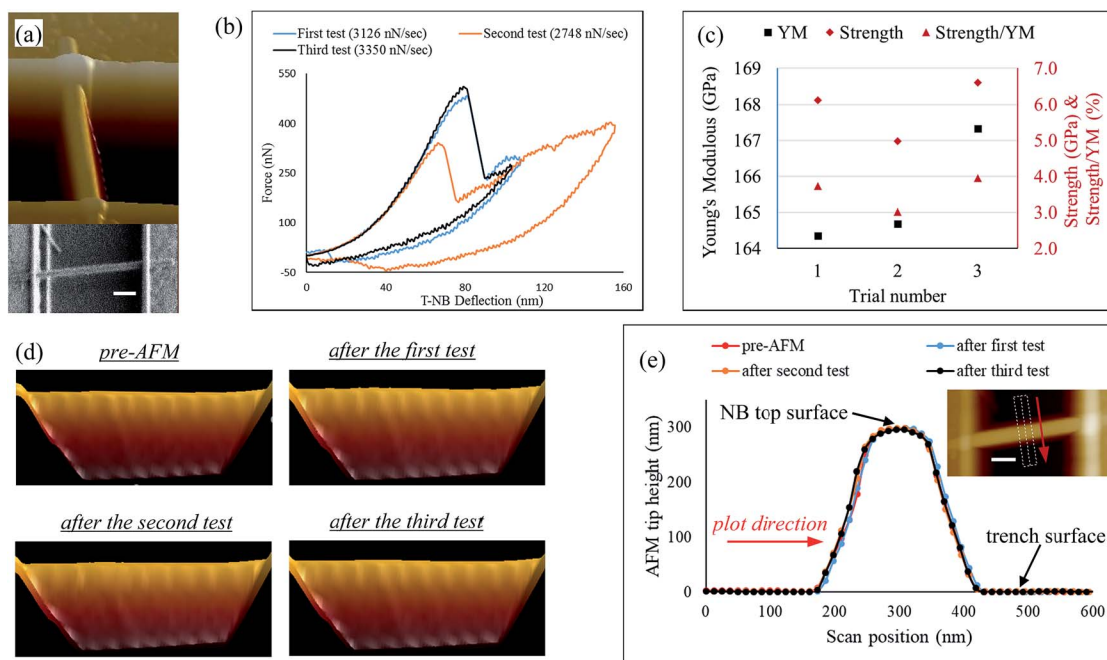 (a)
(b)
First test (3126 nN/sec)
Second test (2748 nN/sec)
Third test (3350 nN/sec)
550
400
250
100
-50
Force (nN)
0
40
80
120
160
T-NB Deflection (nm)
(c)
YM
Strength
Strength/YM
169
168
167
166
165
164
Young's Modulous (GPa)
7.0
6.0
5.0
4.0
3.0
2.0
Strength (GPa) &
Strength/YM (%)
1
2
3
Trial number
(d)
pre-AFM
after the first test
after the second test
after the third test
(e)
pre-AFM
after first test
after second test
after third test
NB top surface
300
200
100
0
AFM tip height (nm)
plot direction
trench surface
0
100
200
300
400
500
600
Scan position (nm)